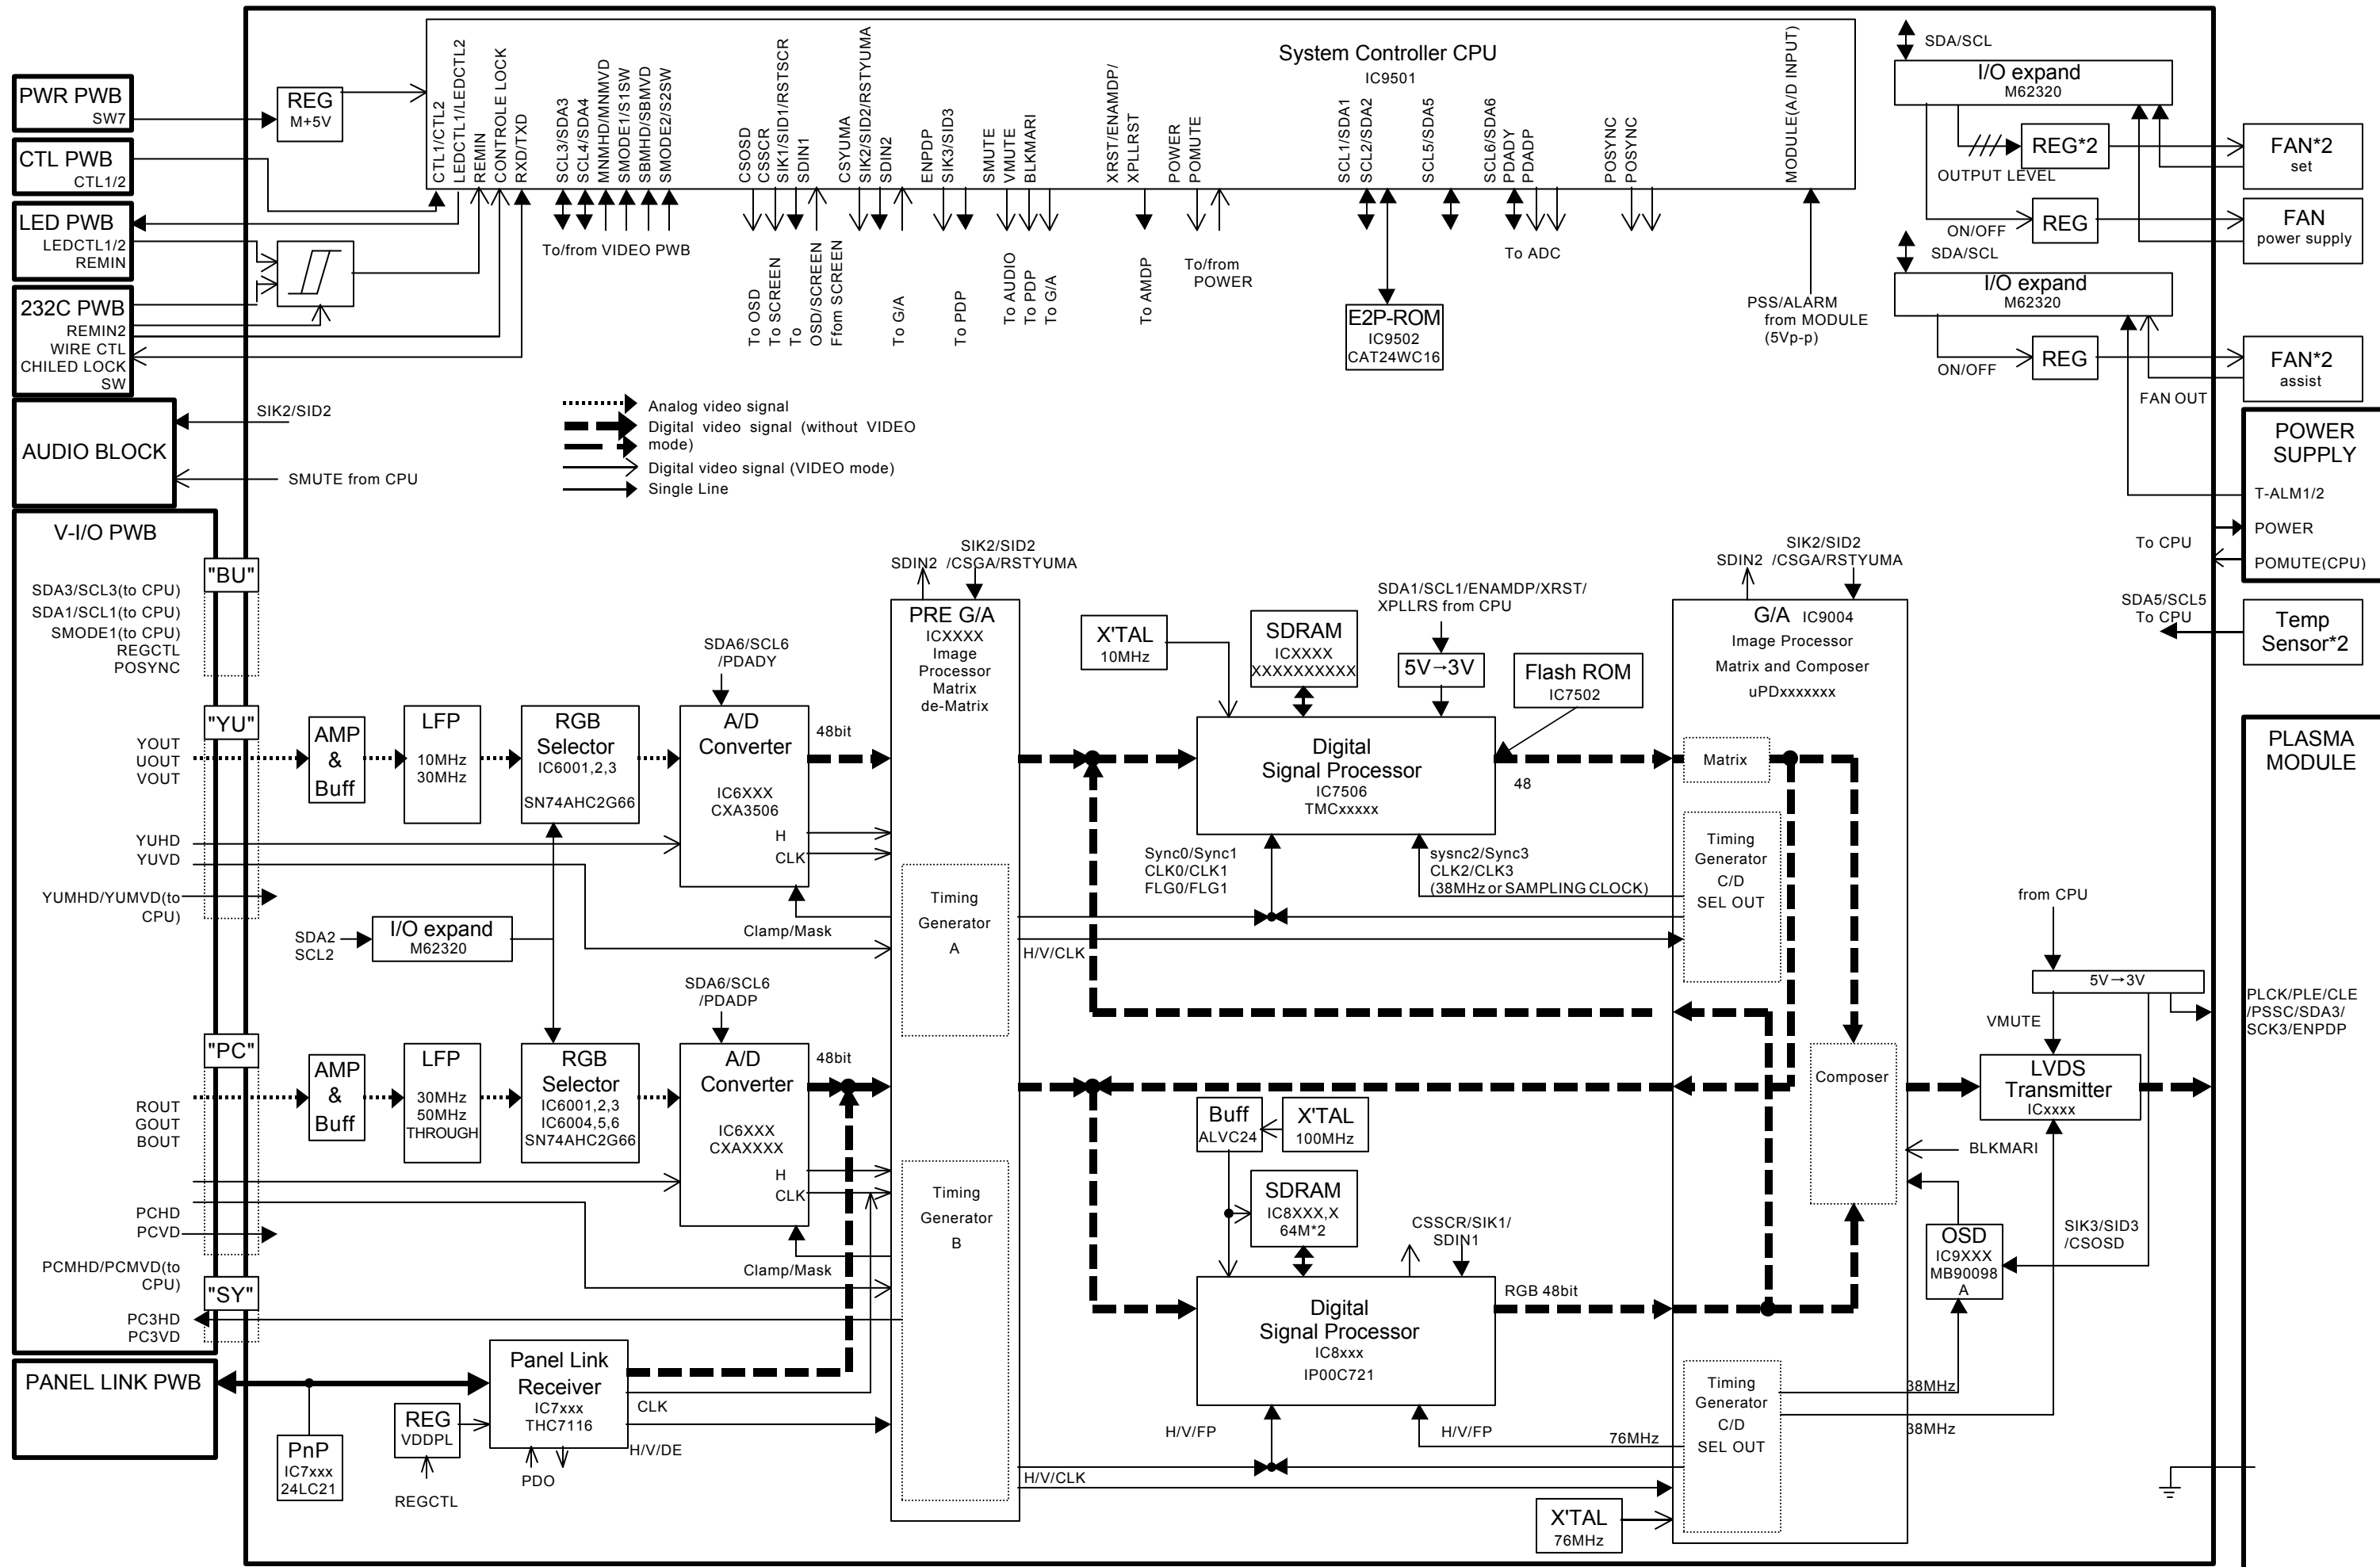 PWR PWB
SW7
CTL PWB
CTL1/2
LED PWB
LEDCTL1/2
REMIN
232C PWB
REMIN2
WIRE CTL
CHILED LOCK
SW
AUDIO BLOCK
SIK2/SID2
SMUTE from CPU
REG
M+5V
System Controller CPU
IC9501
CTL1/CTL2
LEDCTL1/LEDCTL2
REMIN
CONTROLE LOCK
RXD/TXD
SCL3/SDA3
SCL4/SDA4
MNMHD/MNMVD
SMODE1/S1SW
SBMHD/SBMVD
SMODE2/S2SW
CSOSD
CSSCR
SIK1/SID1/RSTSCR
SDIN1
CSYUMA
SIK2/SID2/RSTYUMA
SDIN2
ENPDP
SIK3/SID3
SMUTE
VMUTE
BLKMARI
XRST/ENAMDP/
XPLLRST
POWER
POMUTE
SCL1/SDA1
SCL2/SDA2
SCL5/SDA5
SCL6/SDA6
PDADY
PDADP
POSYNC
POSYNC
MODULE(A/D INPUT)
To/from VIDEO PWB
To OSD
To SCREEN
To
OSD/SCREEN
Ffom SCREEN
To G/A
To PDP
To AUDIO
To PDP
To G/A
To AMDP
To/from
POWER
To ADC
E2P-ROM
IC9502
CAT24WC16
PSS/ALARM
from MODULE
(5Vp-p)
SDA/SCL
I/O expand
M62320
REG*2
OUTPUT LEVEL
ON/OFF
REG
SDA/SCL
I/O expand
M62320
ON/OFF
REG
FAN*2
set
FAN
power supply
FAN*2
assist
FAN OUT
POWER
SUPPLY
T-ALM1/2
POWER
POMUTE(CPU)
To CPU
SDA5/SCL5
To CPU
Temp
Sensor*2
PLASMA
MODULE
PLCK/PLE/CLE
/PSSC/SDA3/
SCK3/ENPDP
Analog video signal
Digital video signal (without VIDEO
mode)
Digital video signal (VIDEO mode)
Single Line
V-I/O PWB
"BU"
SDA3/SCL3(to CPU)
SDA1/SCL1(to CPU)
SMODE1(to CPU)
REGCTL
POSYNC
"YU"
YOUT
UOUT
VOUT
YUHD
YUVD
YUMHD/YUMVD(to
CPU)
"PC"
ROUT
GOUT
BOUT
PCHD
PCVD
PCMHD/PCMVD(to
CPU)
"SY"
PC3HD
PC3VD
PANEL LINK PWB
AMP
&
Buff
LFP
10MHz
30MHz
RGB
Selector
IC6001,2,3
SN74AHC2G66
SDA6/SCL6
/PDADY
A/D
Converter
IC6XXX
CXA3506
48bit
H
CLK
Clamp/Mask
SDA2
SCL2
I/O expand
M62320
AMP
&
Buff
LFP
30MHz
50MHz
THROUGH
RGB
Selector
IC6001,2,3
IC6004,5,6
SN74AHC2G66
SDA6/SCL6
/PDADP
A/D
Converter
IC6XXX
CXAXXXX
48bit
H
CLK
Clamp/Mask
Panel Link
Receiver
IC7xxx
THC7116
CLK
H/V/DE
PDO
REG
VDDPL
REGCTL
PnP
IC7xxx
24LC21
SIK2/SID2
SDIN2 /CSGA/RSTYUMA
PRE G/A
ICXXXX
Image
Processor
Matrix
de-Matrix
Timing
Generator
A
Timing
Generator
B
H/V/CLK
H/V/CLK
X'TAL
10MHz
SDRAM
ICXXXX
XXXXXXXXXX
SDA1/SCL1/ENAMDP/XRST/
XPLLRS from CPU
5V→3V
Flash ROM
IC7502
Digital
Signal Processor
IC7506
TMCxxxxx
48
Sync0/Sync1
CLK0/CLK1
FLG0/FLG1
sysnc2/Sync3
CLK2/CLK3
(38MHz or SAMPLING CLOCK)
Buff
ALVC24
X'TAL
100MHz
SDRAM
IC8XXX,X
64M*2
CSSCR/SIK1/
SDIN1
Digital
Signal Processor
IC8xxx
IP00C721
RGB 48bit
H/V/FP
H/V/FP
76MHz
X'TAL
76MHz
SIK2/SID2
SDIN2 /CSGA/RSTYUMA
G/A IC9004
Image Processor
Matrix and Composer
uPDxxxxxxx
Matrix
Timing
Generator
C/D
SEL OUT
Composer
Timing
Generator
C/D
SEL OUT
38MHz
38MHz
from CPU
5V→3V
VMUTE
LVDS
Transmitter
ICxxxx
BLKMARI
OSD
IC9XXX
MB90098
A
SIK3/SID3
/CSOSD